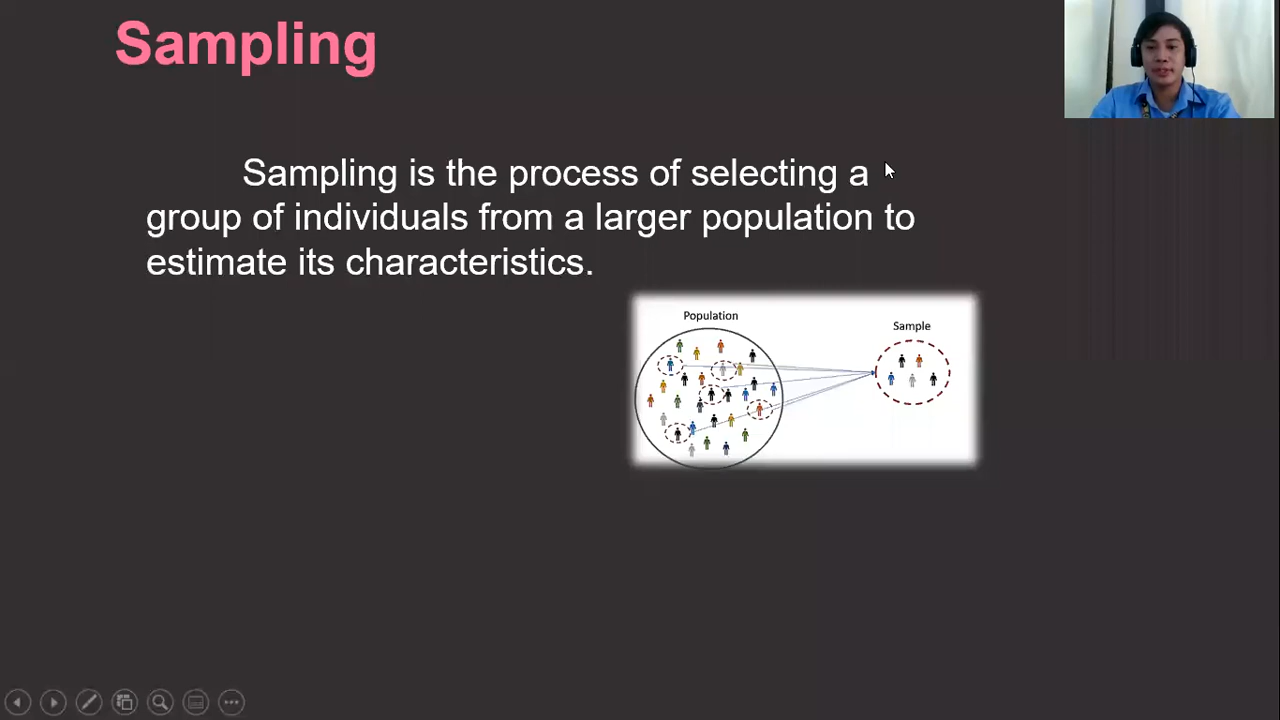 Sampling
Sampling is the process of selecting a
group of individuals from a larger population to
estimate its characteristics.
Population
Sample